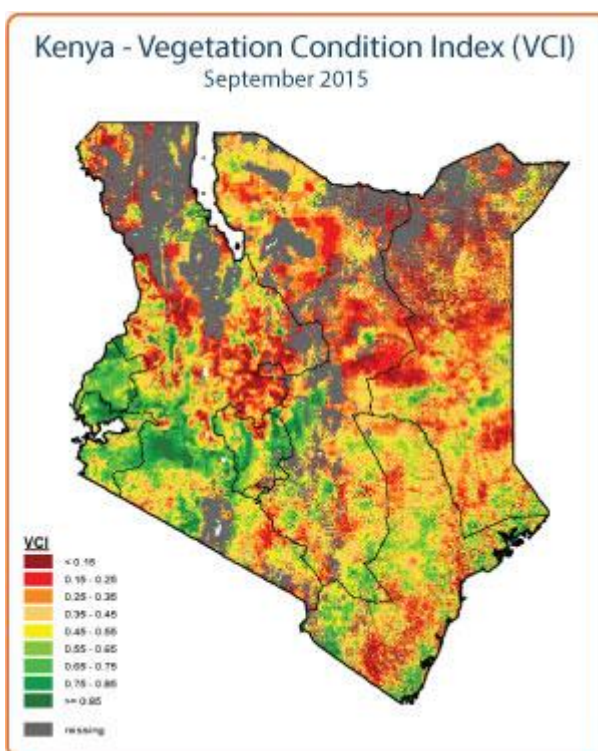 Kenya - Vegetation Condition Index (VCI)
September 2015
VCI
< 0.15
0.15 - 0.25
0.25 - 0.35
0.35 - 0.45
0.45 - 0.55
0.55 - 0.65
0.65 - 0.75
0.75 - 0.85
>= 0.85
missing